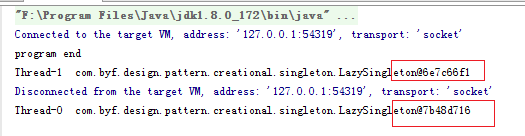 "F:\Program Files\Java\jdk1.8.0_172\bin\java" ...
Connected to the target VM, address: '127.0.0.1:54319', transport: 'socket'
program end
Thread-1  com.byf.design.pattern.creational.singleton.LazySingleton@6e7c66f1
Disconnected from the target VM, address: '127.0.0.1:54319', transport: 'socket'
Thread-0  com.byf.design.pattern.creational.singleton.LazySingleton@7b48d716